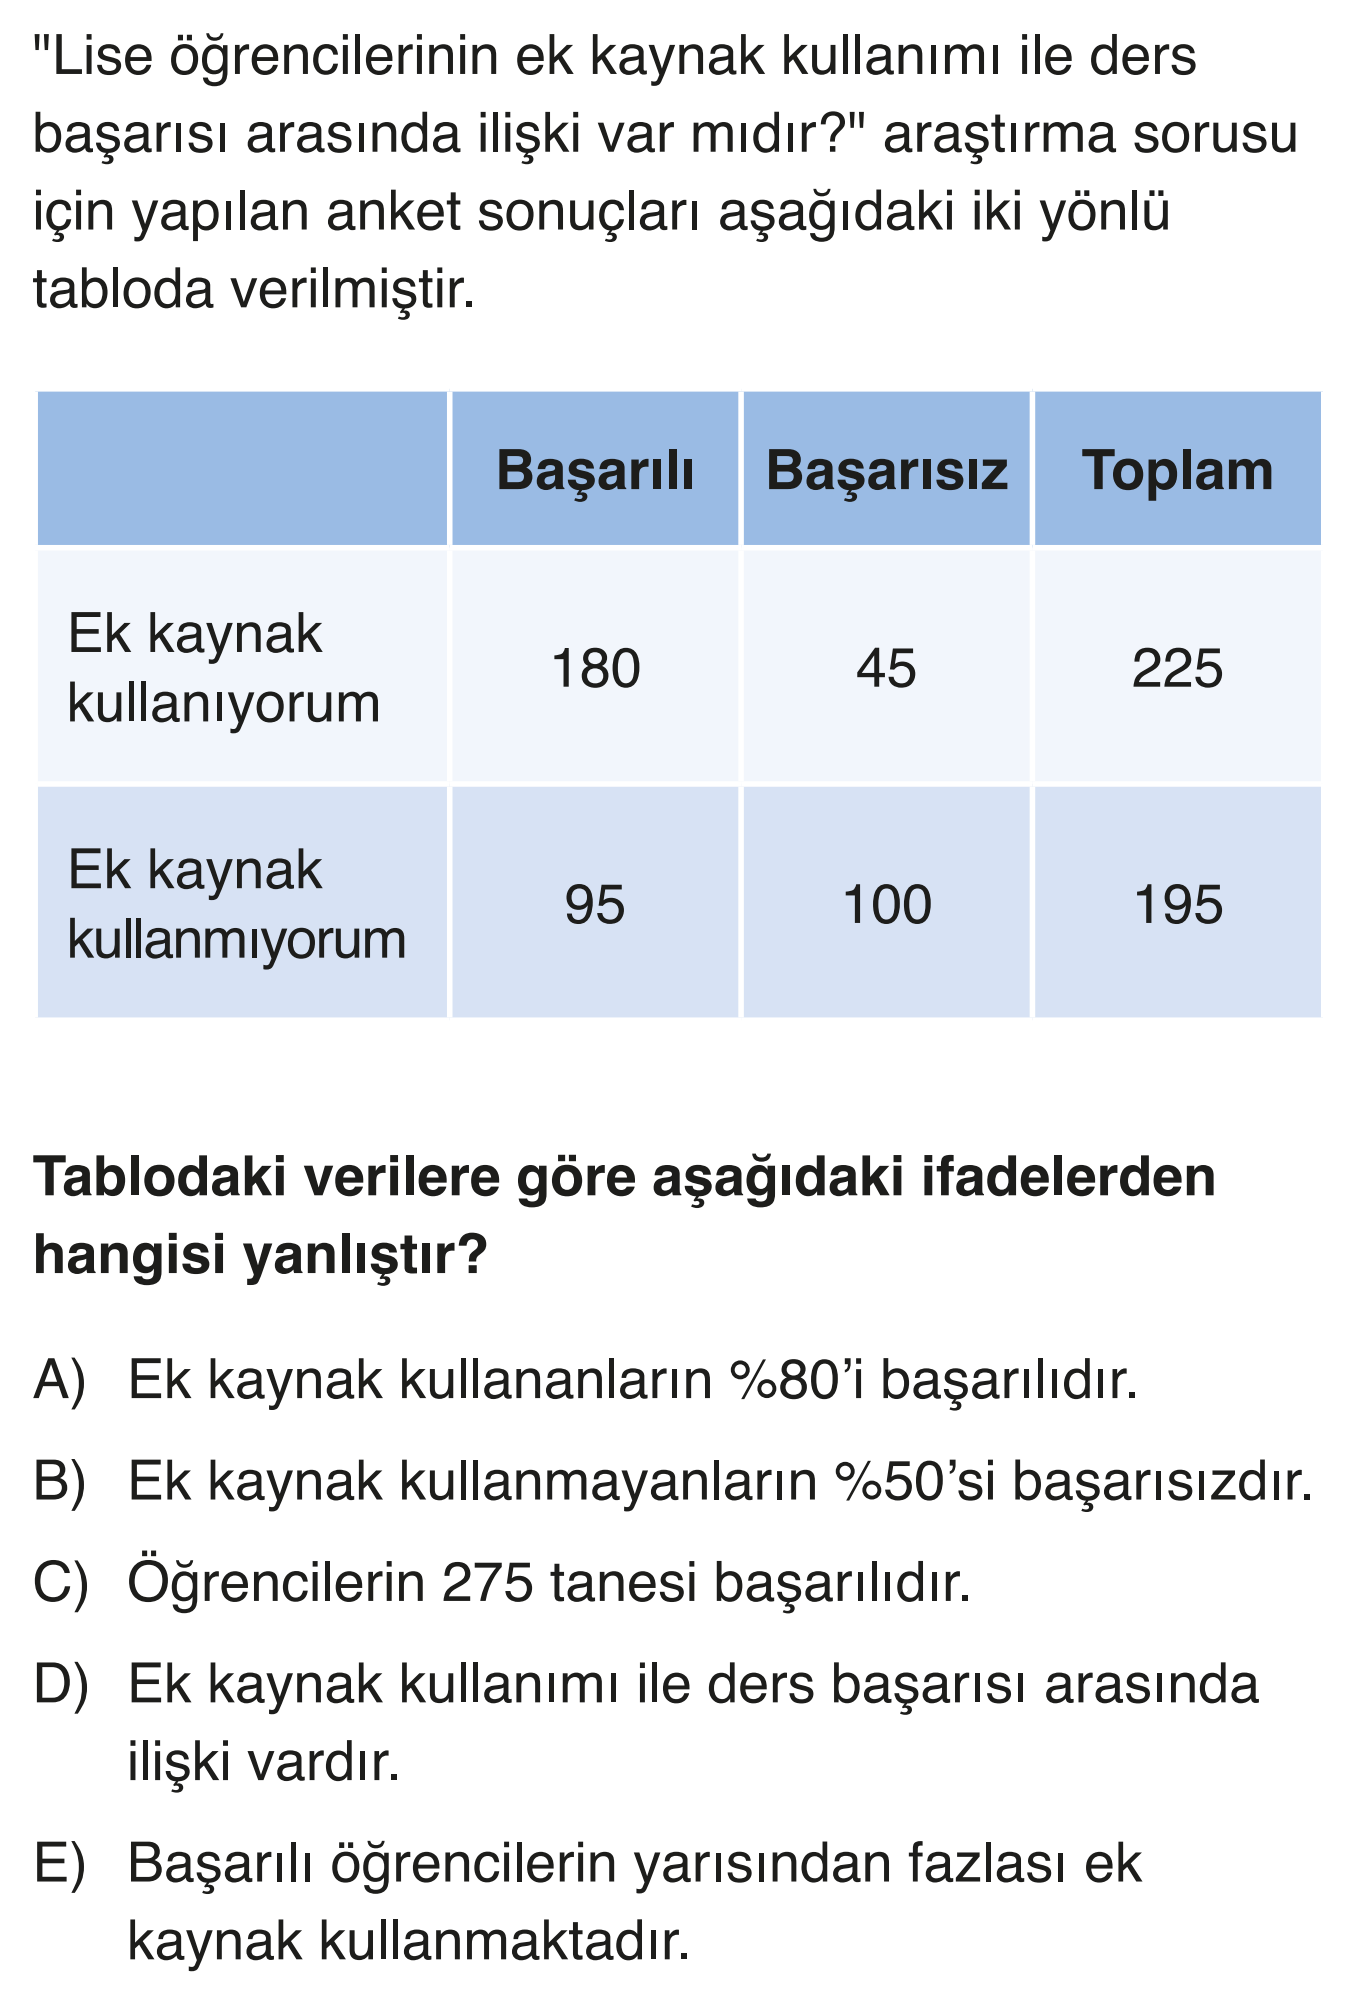 "Lise öğrencilerinin ek kaynak kullanımı ile ders
başarısı arasında ilişki var mıdır?" araştırma sorusu
için yapılan anket sonuçları aşağıdaki iki yönlü
tabloda verilmiştir.
Başarılı Başarısız Toplam
Ek kaynak
kullanıyorum 180 45 225
Ek kaynak
kullanmıyorum 95 100 195
Tablodaki verilere göre aşağıdaki ifadelerden
hangisi yanlıştır?
A) Ek kaynak kullananların %80’i başarılıdır.
B) Ek kaynak kullanmayanların %50’si başarısızdır.
C) Öğrencilerin 275 tanesi başarılıdır.
D) Ek kaynak kullanımı ile ders başarısı arasında
ilişki vardır.
E) Başarılı öğrencilerin yarısından fazlası ek
kaynak kullanmaktadır.